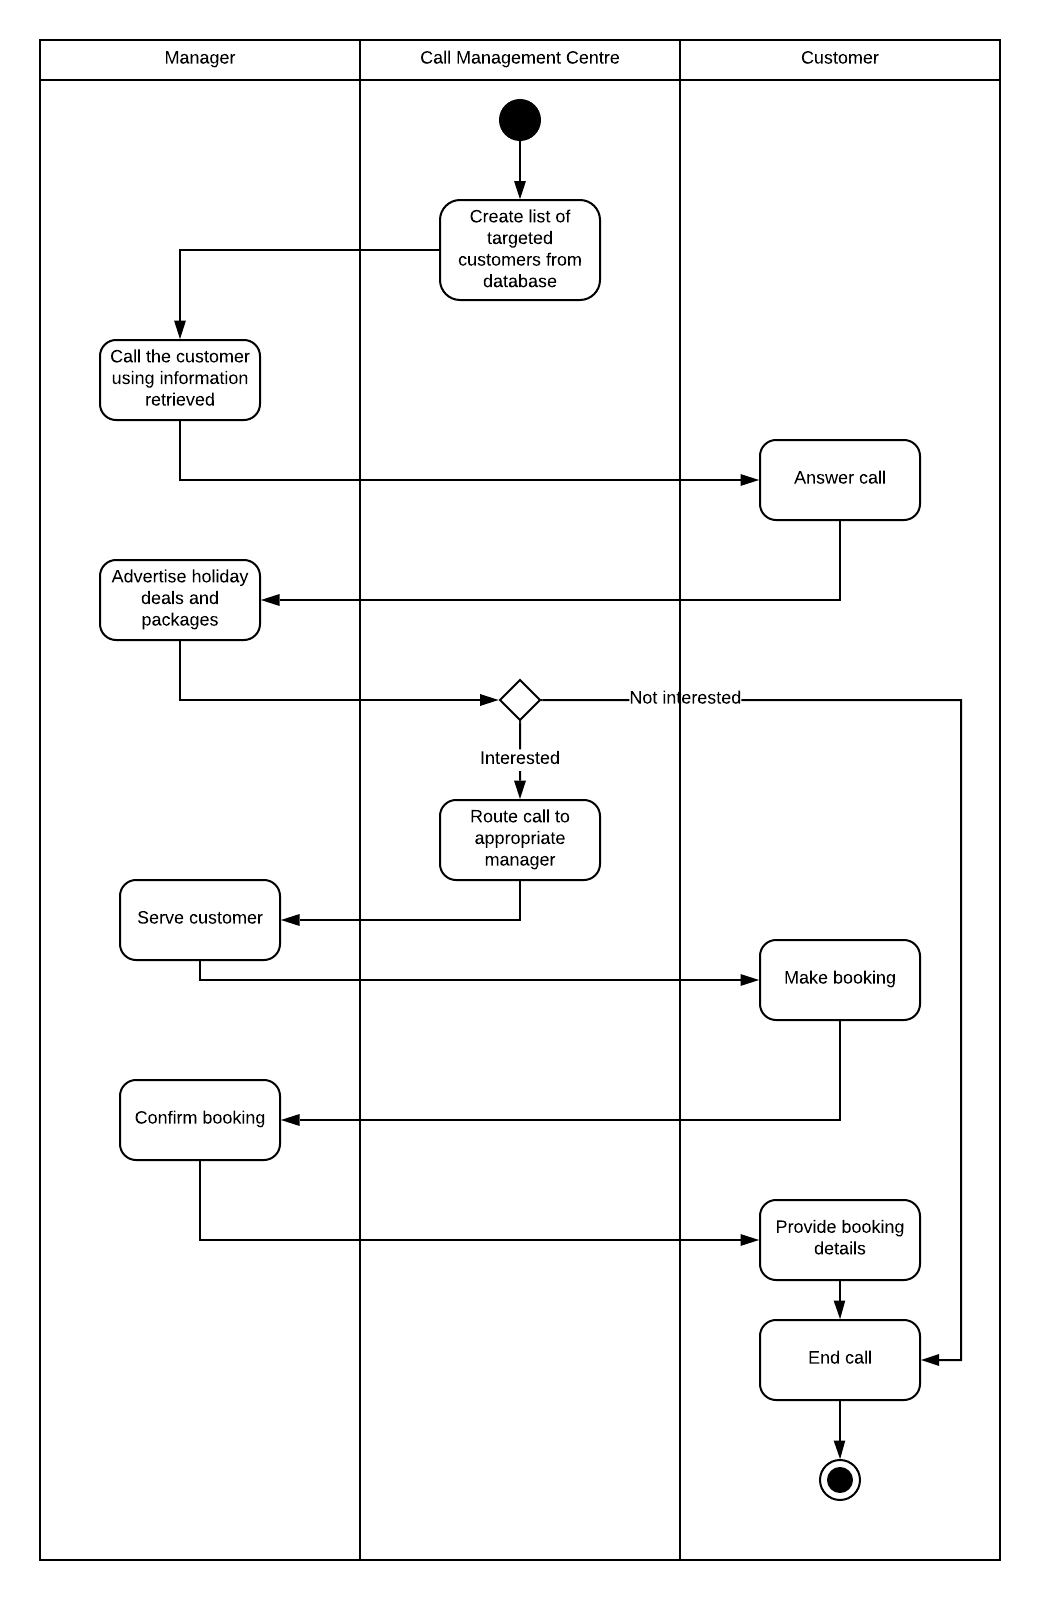 Manager
Call Management Centre
Customer
Create list of
targeted
customers from
database
Call the customer
using information
retrieved
Answer call
Advertise holiday
deals and
packages
Not interested
Interested
Route call to
appropriate
manager
Serve customer
Make booking
Confirm booking
Provide booking
details
End call